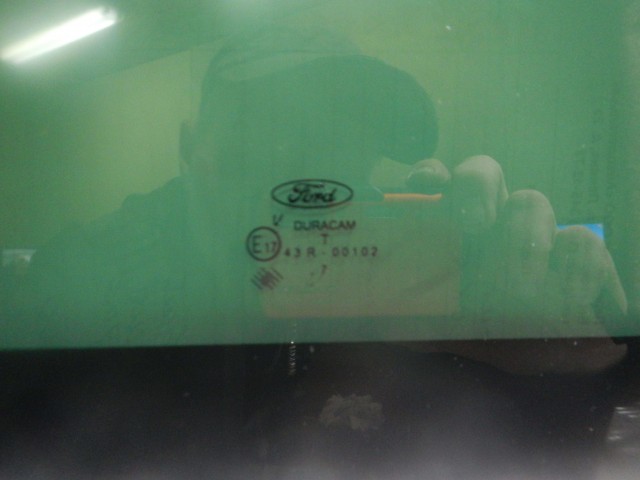 Ford
V
DURACAM
T
E17
43R-00102
.7